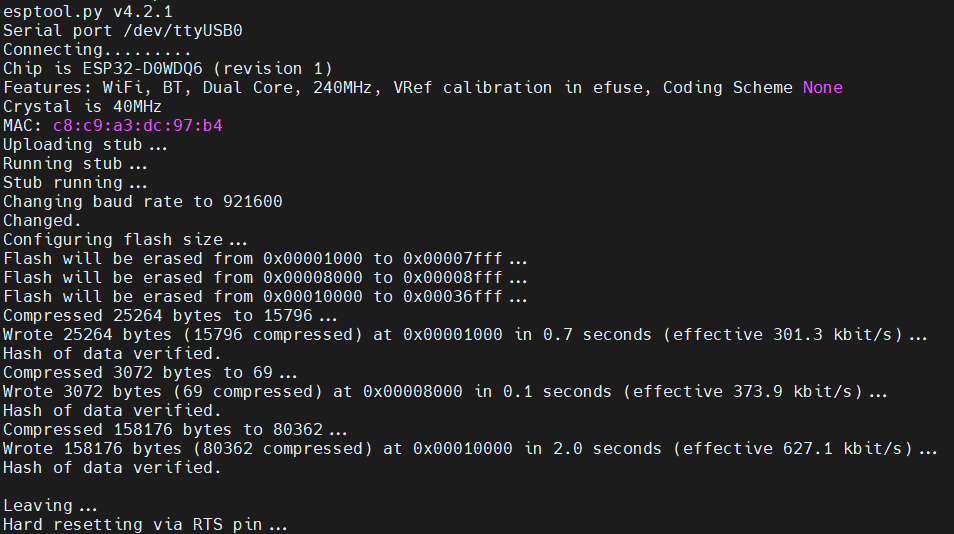 esptool.py v4.2.1
Serial port /dev/ttyUSB0
Connecting.........
Chip is ESP32-D0WDQ6 (revision 1)
Features: WiFi, BT, Dual Core, 240MHz, VRef calibration in efuse, Coding Scheme None
Crystal is 40MHz
MAC: c8:c9:a3:dc:97:b4
Uploading stub...
Running stub...
Stub running...
Changing baud rate to 921600
Changed.
Configuring flash size...
Flash will be erased from 0x00001000 to 0x00007fff...
Flash will be erased from 0x00008000 to 0x00008fff...
Flash will be erased from 0x00010000 to 0x00036fff...
Compressed 25264 bytes to 15796...
Wrote 25264 bytes (15796 compressed) at 0x00001000 in 0.7 seconds (effective 301.3 kbit/s)...
Hash of data verified.
Compressed 3072 bytes to 69...
Wrote 3072 bytes (69 compressed) at 0x00008000 in 0.1 seconds (effective 373.9 kbit/s)...
Hash of data verified.
Compressed 158176 bytes to 80362...
Wrote 158176 bytes (80362 compressed) at 0x00010000 in 2.0 seconds (effective 627.1 kbit/s)...
Hash of data verified.
Leaving...
Hard resetting via RTS pin...